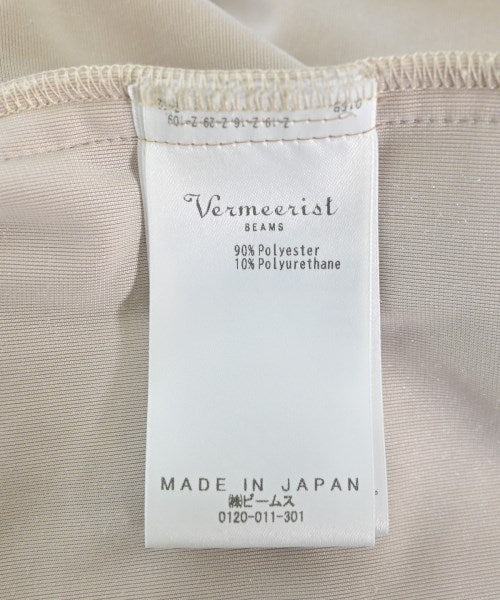 Vermeerist
BEAMS
90% Polyester
10% Polyurethane
MADE IN JAPAN
㈱ビームス
0120-011-301